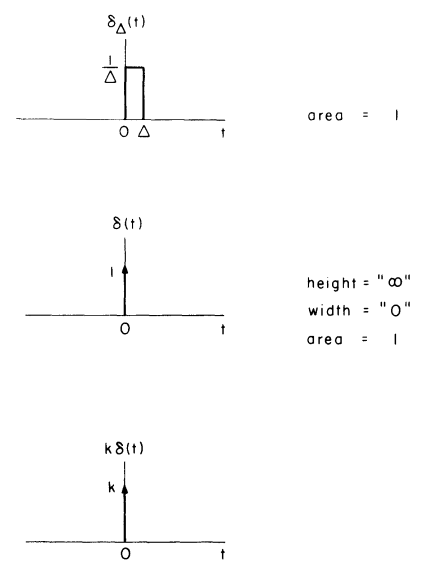 δ_Δ(t)
1/Δ
0 Δ t
area = 1
δ(t)
1
0 t
height = "∞"
width = "0"
area = 1
kδ(t)
k
0 t